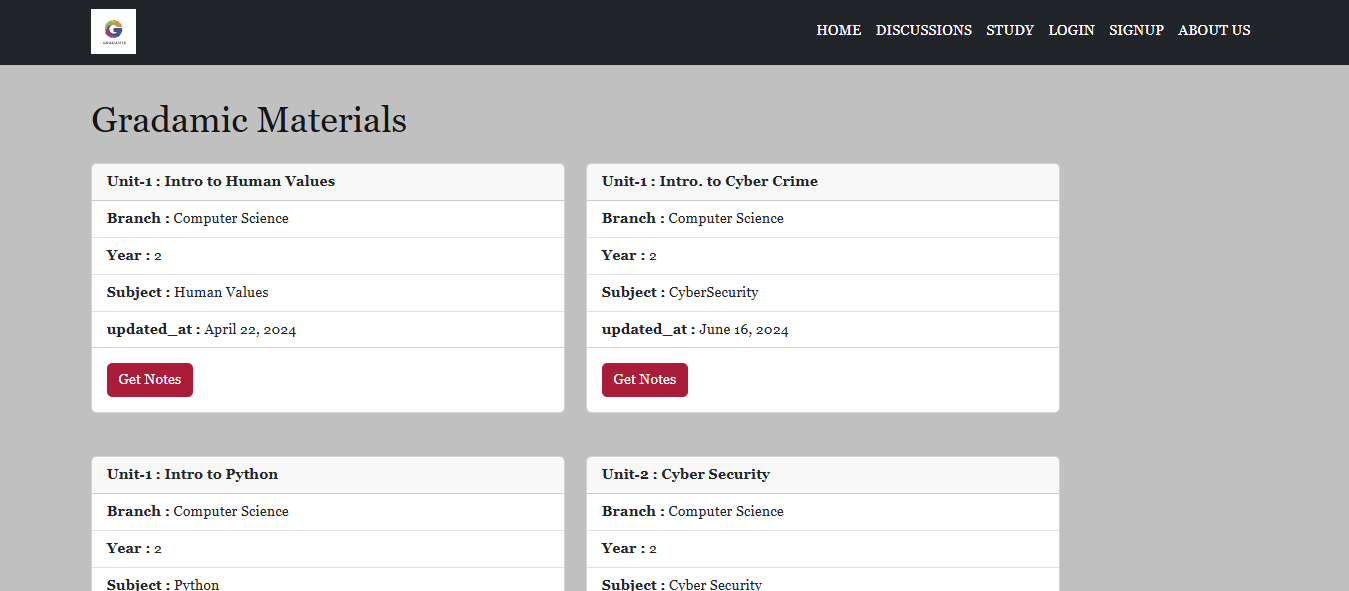 HOME DISCUSSIONS STUDY LOGIN SIGNUP ABOUT US
Gradamic Materials
Unit-1 : Intro to Human Values
Branch : Computer Science
Year : 2
Subject : Human Values
updated_at : April 22, 2024
Get Notes
Unit-1 : Intro. to Cyber Crime
Branch : Computer Science
Year : 2
Subject : CyberSecurity
updated_at : June 16, 2024
Get Notes
Unit-1 : Intro to Python
Branch : Computer Science
Year : 2
Subject : Python
Unit-2 : Cyber Security
Branch : Computer Science
Year : 2
Subject : Cyber Security